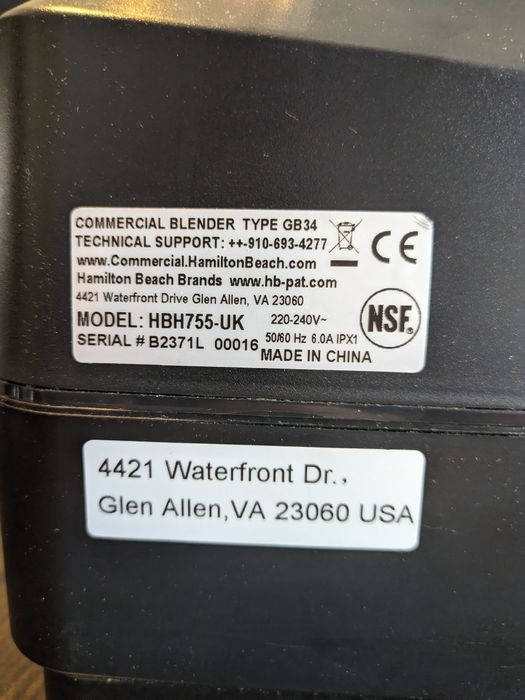 COMMERCIAL BLENDER TYPE GB34
TECHNICAL SUPPORT: ++-910-693-4277
www.Commercial.HamiltonBeach.com
Hamilton Beach Brands www.hb-pat.com
4421 Waterfront Drive Glen Allen, VA 23060
MODEL: HBH755-UK 220-240V~
SERIAL # B2371L 00016 50/60 Hz 6.0A IPX1
MADE IN CHINA
CE
NSF®
4421 Waterfront Dr.,
Glen Allen,VA 23060 USA